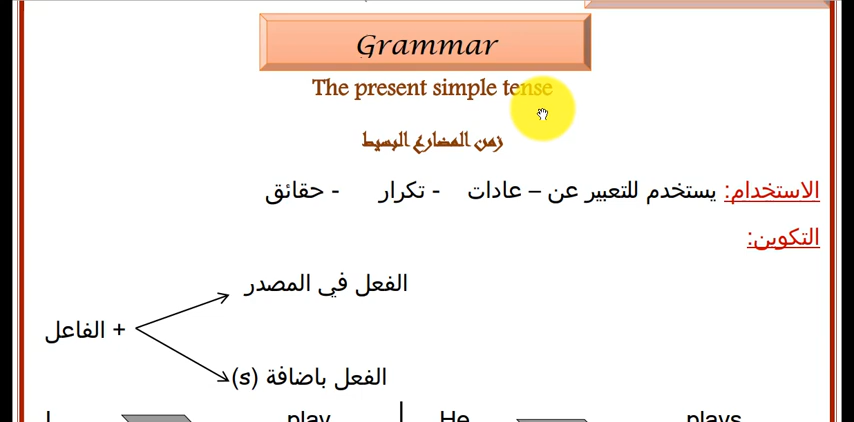 Grammar
The present simple tense
زمن المضارع البسيط
الاستخدام: يستخدم للتعبير عن – عادات - تكرار - حقائق
التكوين:
الفعل في المصدر
الفاعل +
الفعل باضافة (s)
I play He plays